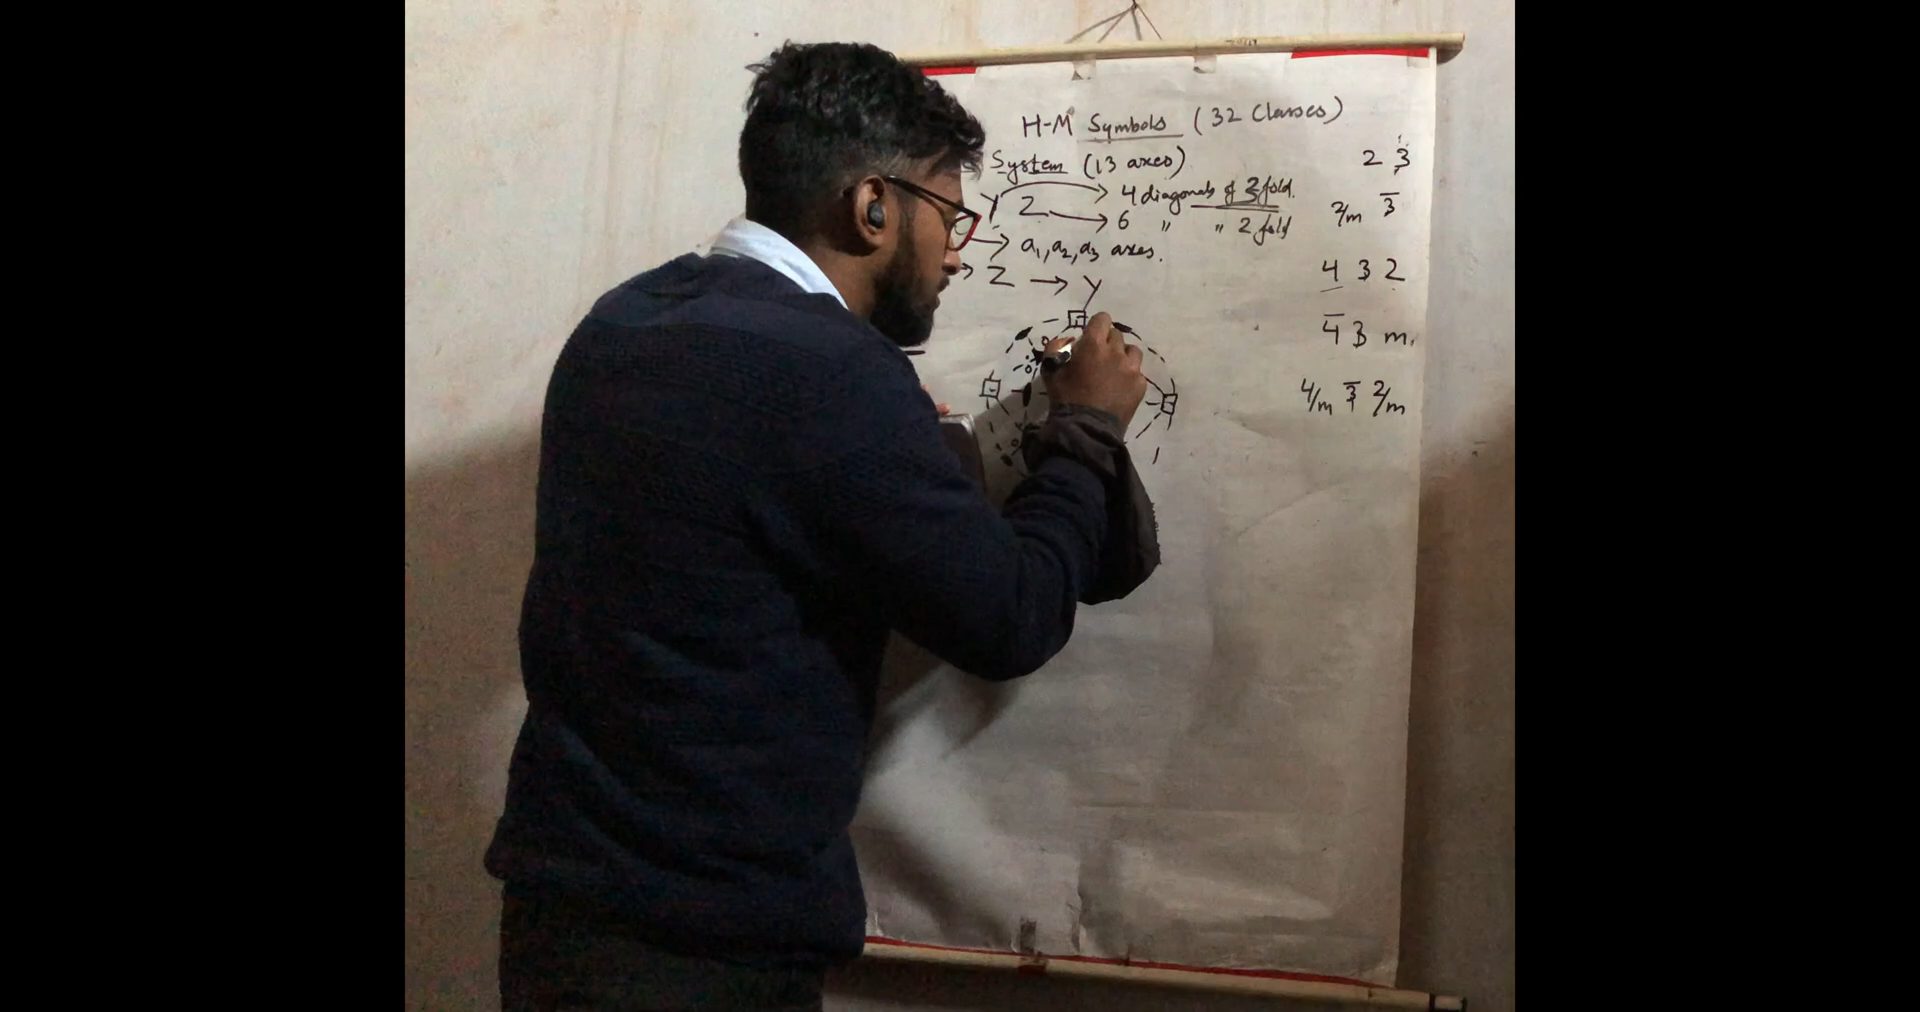 H-M Symbols (32 Classes)
System (13 axes)
Y → 4 diagonals of 3 fold.
Z → 6 " " 2 fold
→ a₁, a₂, a₃ axes.
→ Z → Y
2 3
2/m 3̅
4 3 2
4̅ 3 m.
4/m 3̅ 2/m